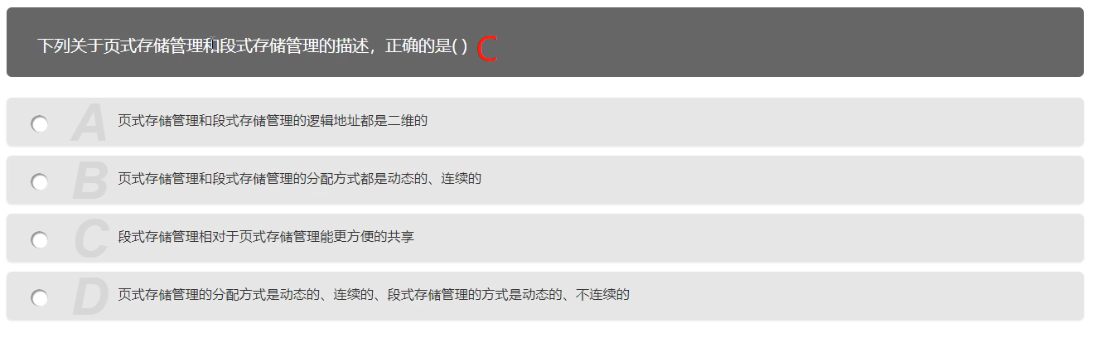 下列关于页式存储管理和段式存储管理的描述，正确的是( ) C
A 页式存储管理和段式存储管理的逻辑地址都是二维的
B 页式存储管理和段式存储管理的分配方式都是动态的、连续的
C 段式存储管理相对于页式存储管理能更方便的共享
D 页式存储管理的分配方式是动态的、连续的、段式存储管理的方式是动态的、不连续的